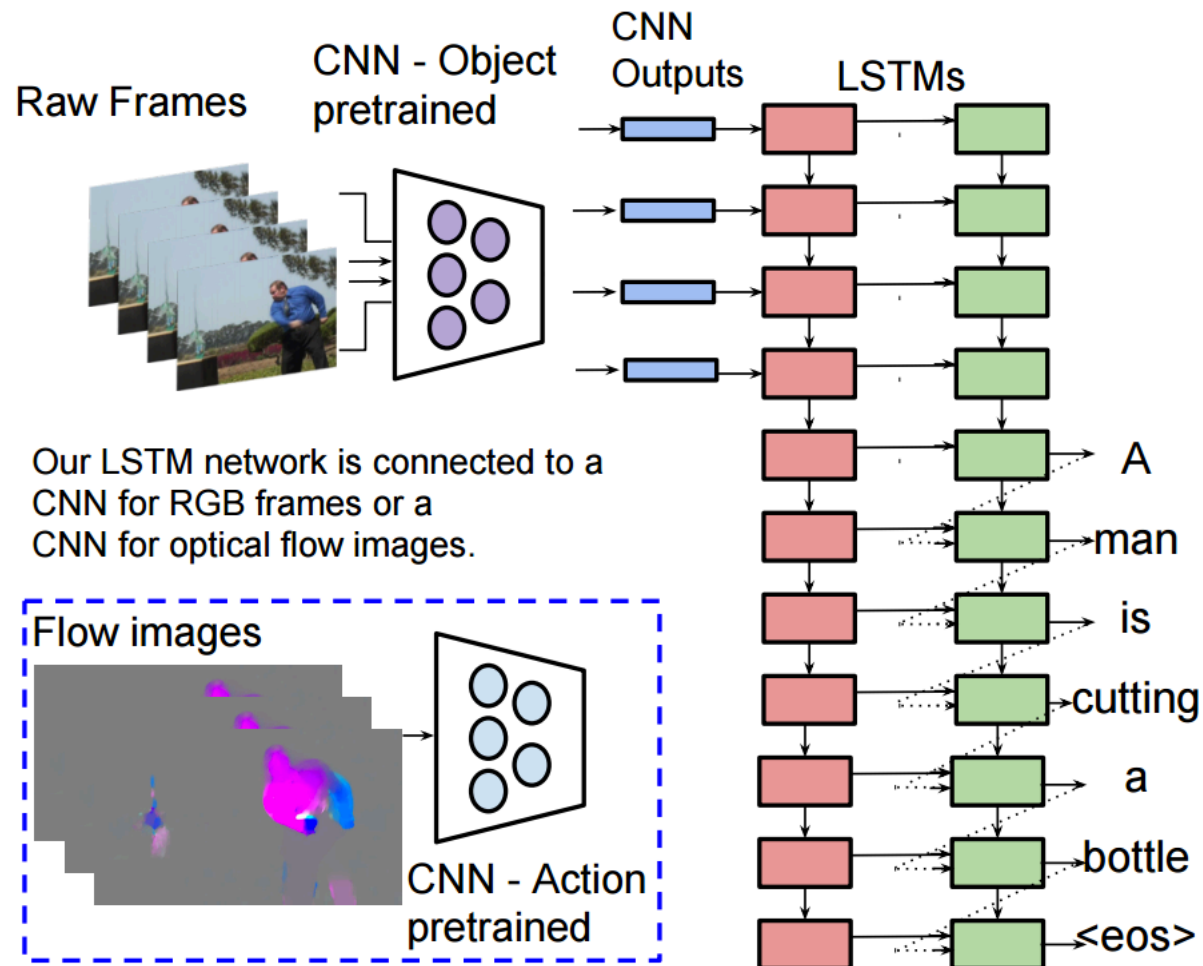 Raw Frames
CNN - Object
pretrained
CNN
Outputs
LSTMs
Our LSTM network is connected to a
CNN for RGB frames or a
CNN for optical flow images.
Flow images
CNN - Action
pretrained
A
man
is
cutting
a
bottle
<eos>